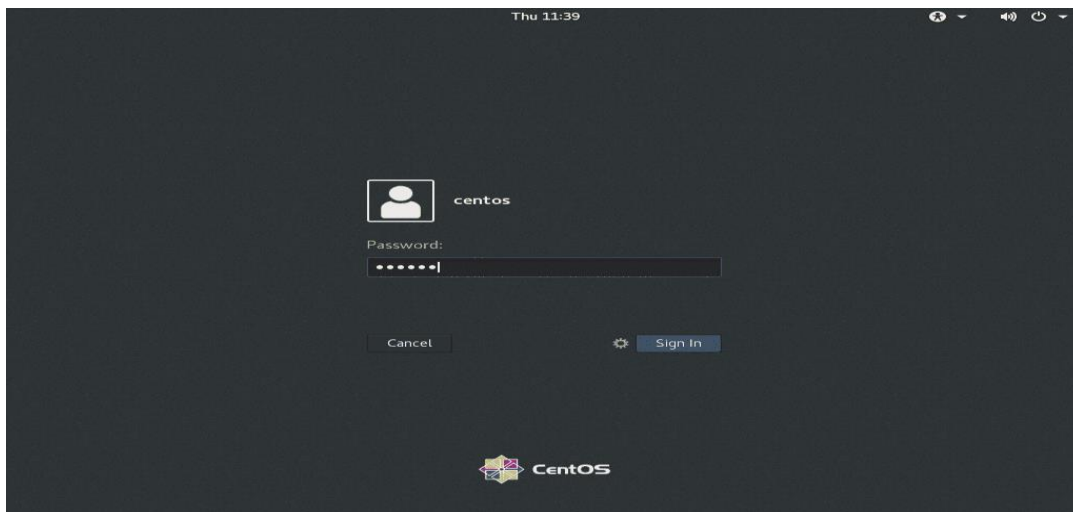 Thu 11:39
centos
Password:
••••••
Cancel
Sign In
CentOS